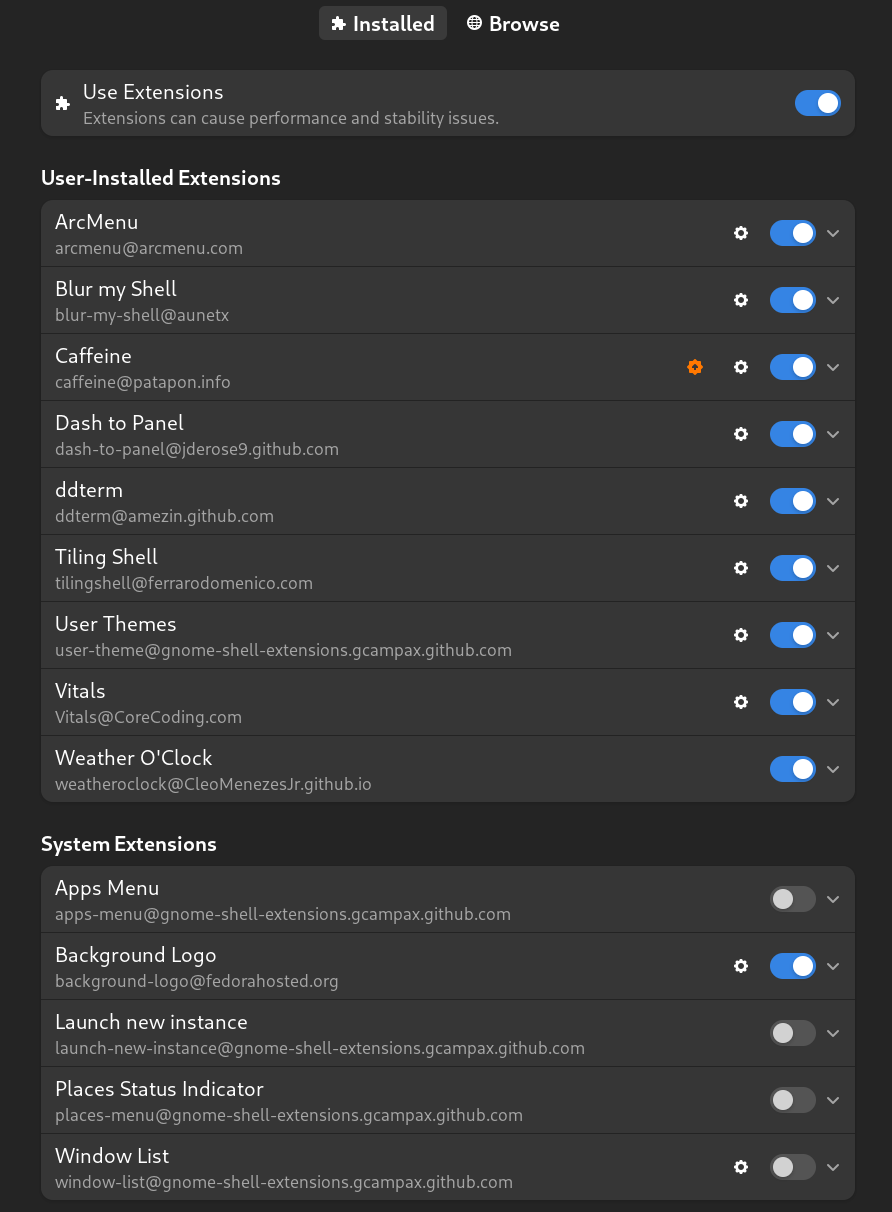 Installed
Browse
Use Extensions
Extensions can cause performance and stability issues.
User-Installed Extensions
ArcMenu
arcmenu@arcmenu.com
Blur my Shell
blur-my-shell@aunetx
Caffeine
caffeine@patapon.info
Dash to Panel
dash-to-panel@jderose9.github.com
ddterm
ddterm@amezin.github.com
Tiling Shell
tilingshell@ferrarodomenico.com
User Themes
user-theme@gnome-shell-extensions.gcampax.github.com
Vitals
Vitals@CoreCoding.com
Weather O'Clock
weatheroclock@CleoMenezesJr.github.io
System Extensions
Apps Menu
apps-menu@gnome-shell-extensions.gcampax.github.com
Background Logo
background-logo@fedorahosted.org
Launch new instance
launch-new-instance@gnome-shell-extensions.gcampax.github.com
Places Status Indicator
places-menu@gnome-shell-extensions.gcampax.github.com
Window List
window-list@gnome-shell-extensions.gcampax.github.com